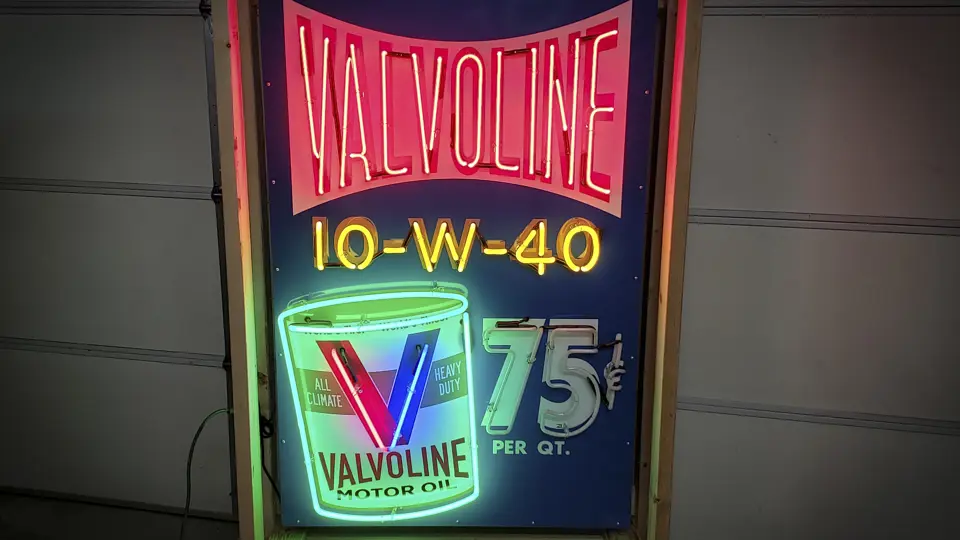 VALVOLINE
10-W-40
ALL CLIMATE
HEAVY DUTY
VALVOLINE
MOTOR OIL
75¢
PER QT.